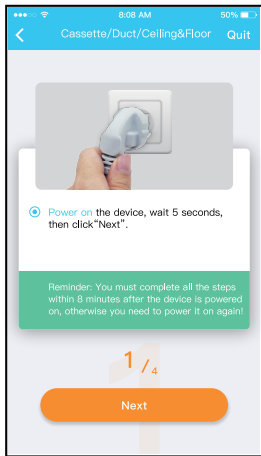 8:08 AM 50%
Cassette/Duct/Ceiling&Floor Quit
Power on the device, wait 5 seconds,
then click“Next”.
Reminder: You must complete all the steps
within 8 minutes after the device is powered
on, otherwise you need to power it on again!
1/4
Next